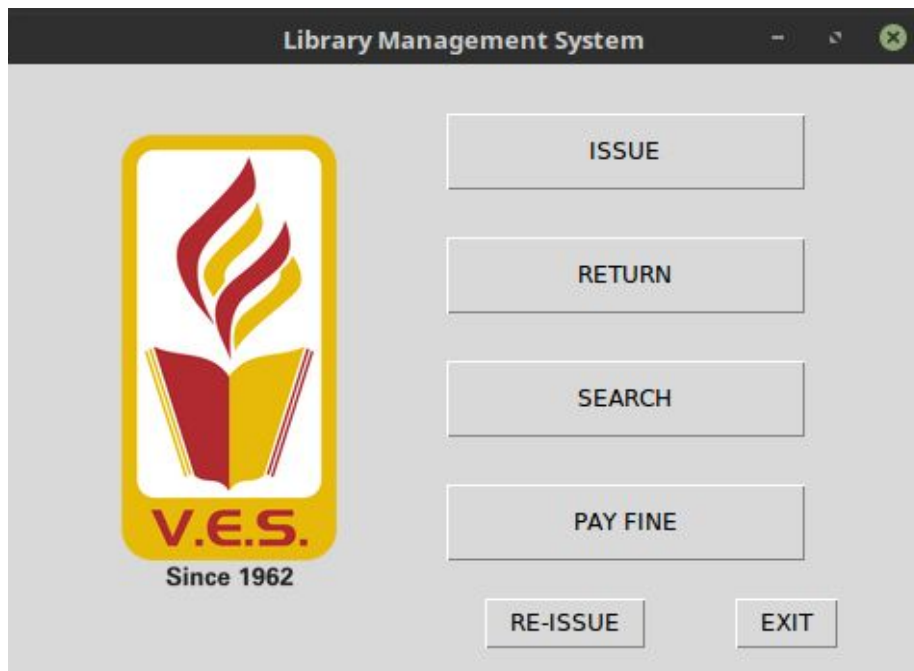 Library Management System
ISSUE
RETURN
SEARCH
PAY FINE
V.E.S.
Since 1962
RE-ISSUE
EXIT